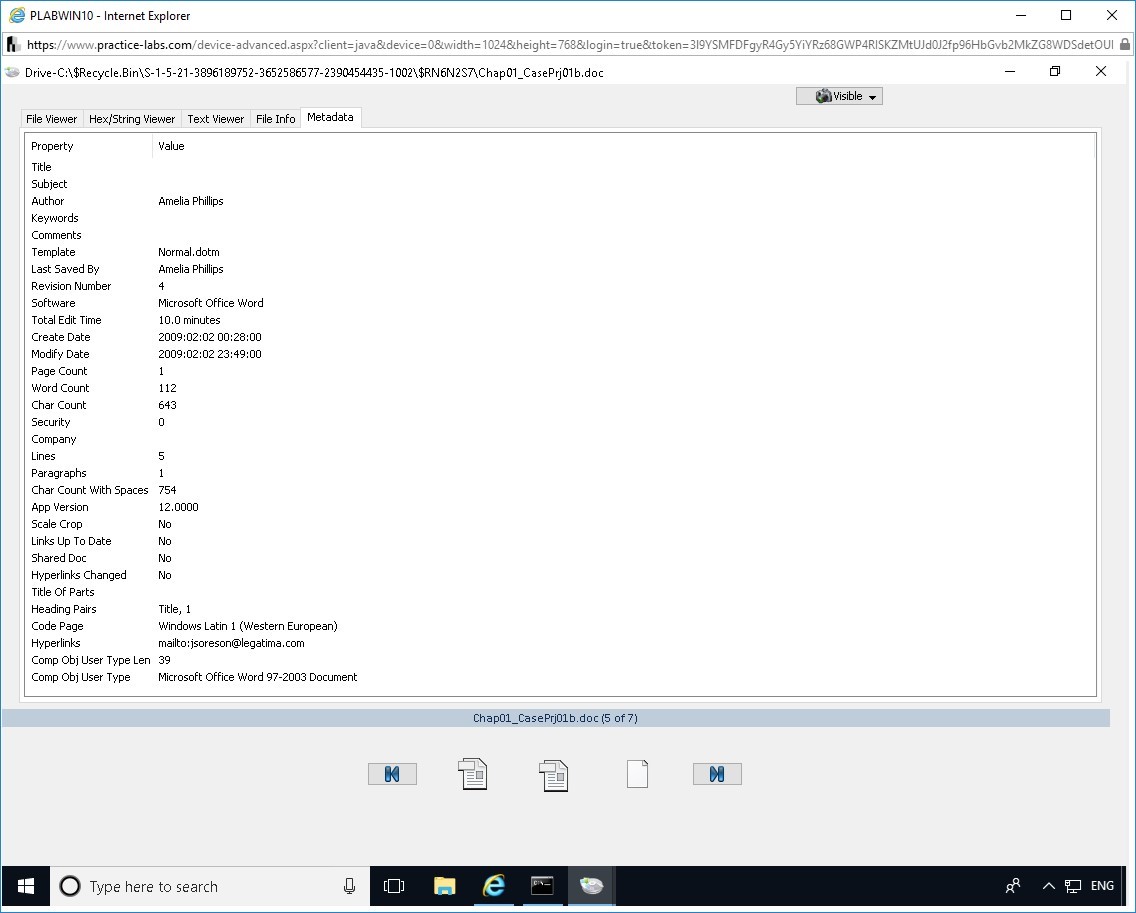 PLABWIN10 - Internet Explorer
https://www.practice-labs.com/device-advanced.aspx?client=java&device=0&width=1024&height=768&login=true&token=3I9YSMFDFgyR4Gy5YiYRz68GWP4RISKZMtUJd0J2fp96HbGvb2MkZG8WDSdetOUI
Drive-C:\$Recycle.Bin\S-1-5-21-3896189752-3652586577-2390454435-1002\$RN6N2S7\Chap01_CasePrj01b.doc
Visible
File Viewer Hex/String Viewer Text Viewer File Info Metadata
Property Value
Title
Subject
Author Amelia Phillips
Keywords
Comments
Template Normal.dotm
Last Saved By Amelia Phillips
Revision Number 4
Software Microsoft Office Word
Total Edit Time 10.0 minutes
Create Date 2009:02:02 00:28:00
Modify Date 2009:02:02 23:49:00
Page Count 1
Word Count 112
Char Count 643
Security 0
Company
Lines 5
Paragraphs 1
Char Count With Spaces 754
App Version 12.0000
Scale Crop No
Links Up To Date No
Shared Doc No
Hyperlinks Changed No
Title Of Parts
Heading Pairs Title, 1
Code Page Windows Latin 1 (Western European)
Hyperlinks mailto:jsoreson@legatima.com
Comp Obj User Type Len 39
Comp Obj User Type Microsoft Office Word 97-2003 Document
Chap01_CasePrj01b.doc (5 of 7)
Type here to search
ENG